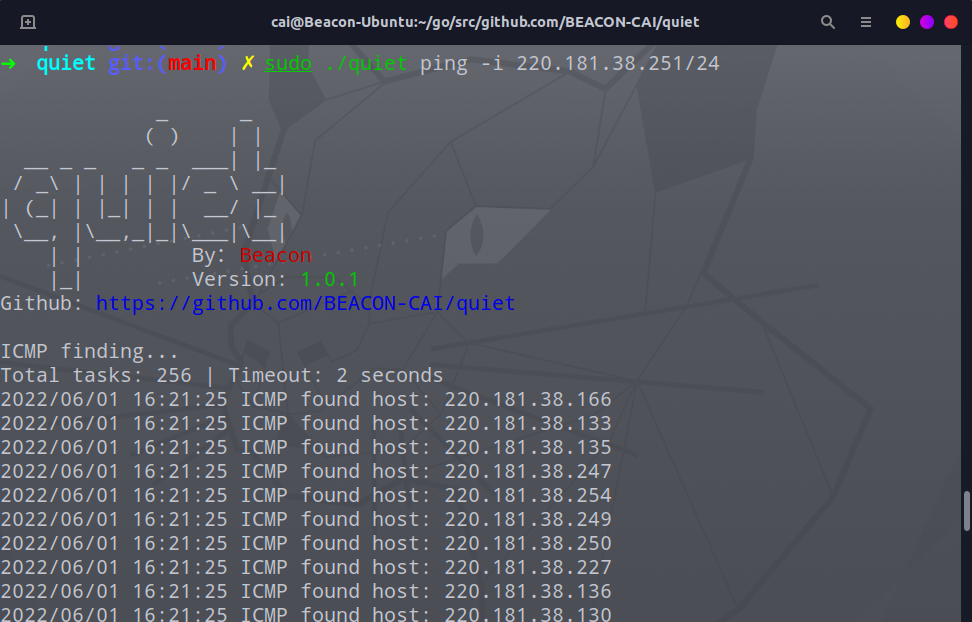 cai@Beacon-Ubuntu:~/go/src/github.com/BEACON-CAI/quiet
➜  quiet git:(main) ✗ sudo ./quiet ping -i 220.181.38.251/24
By: Beacon
Version: 1.0.1
Github: https://github.com/BEACON-CAI/quiet
ICMP finding...
Total tasks: 256 | Timeout: 2 seconds
2022/06/01 16:21:25 ICMP found host: 220.181.38.166
2022/06/01 16:21:25 ICMP found host: 220.181.38.133
2022/06/01 16:21:25 ICMP found host: 220.181.38.135
2022/06/01 16:21:25 ICMP found host: 220.181.38.247
2022/06/01 16:21:25 ICMP found host: 220.181.38.254
2022/06/01 16:21:25 ICMP found host: 220.181.38.249
2022/06/01 16:21:25 ICMP found host: 220.181.38.250
2022/06/01 16:21:25 ICMP found host: 220.181.38.227
2022/06/01 16:21:25 ICMP found host: 220.181.38.136
2022/06/01 16:21:25 ICMP found host: 220.181.38.130